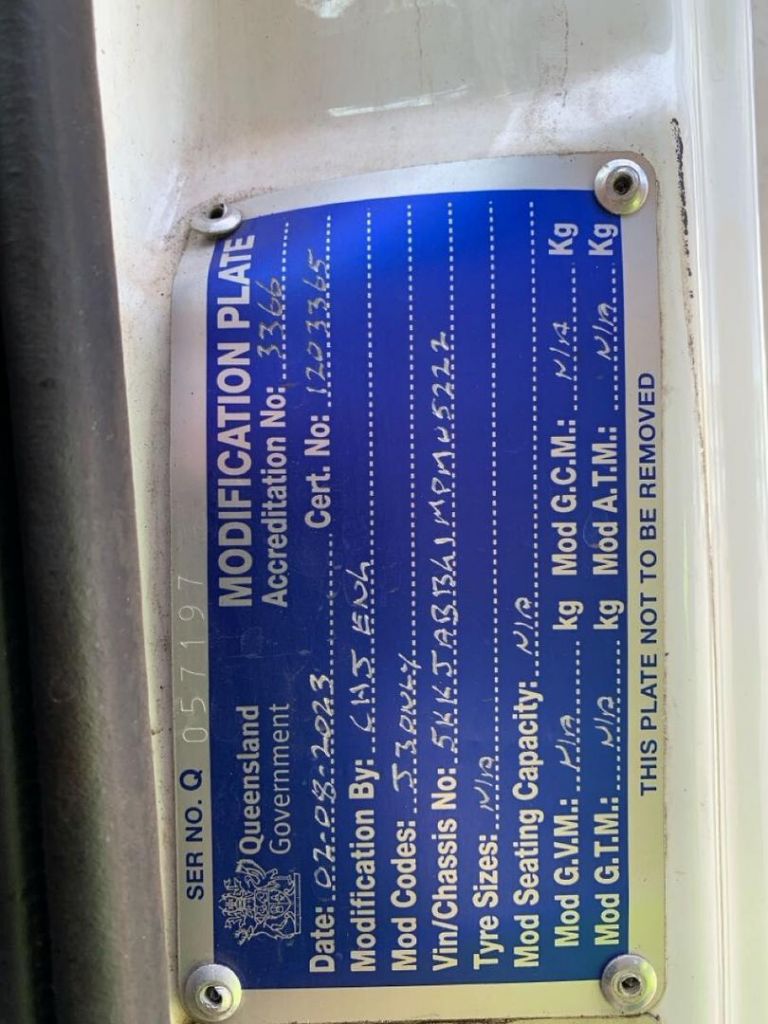 SER NO. Q 057197
Queensland Government
MODIFICATION PLATE
Accreditation No: 3366
Date: 02-08-2023 Cert. No: 1203365
Modification By: CHS ENG
Mod Codes: S3 ONLY
Vin/Chassis No:
Tyre Sizes: N/A
Mod Seating Capacity: N/A
Mod G.V.M.: N/A kg Mod G.C.M.: N/A Kg
Mod G.T.M.: N/A kg Mod A.T.M.: N/A Kg
THIS PLATE NOT TO BE REMOVED